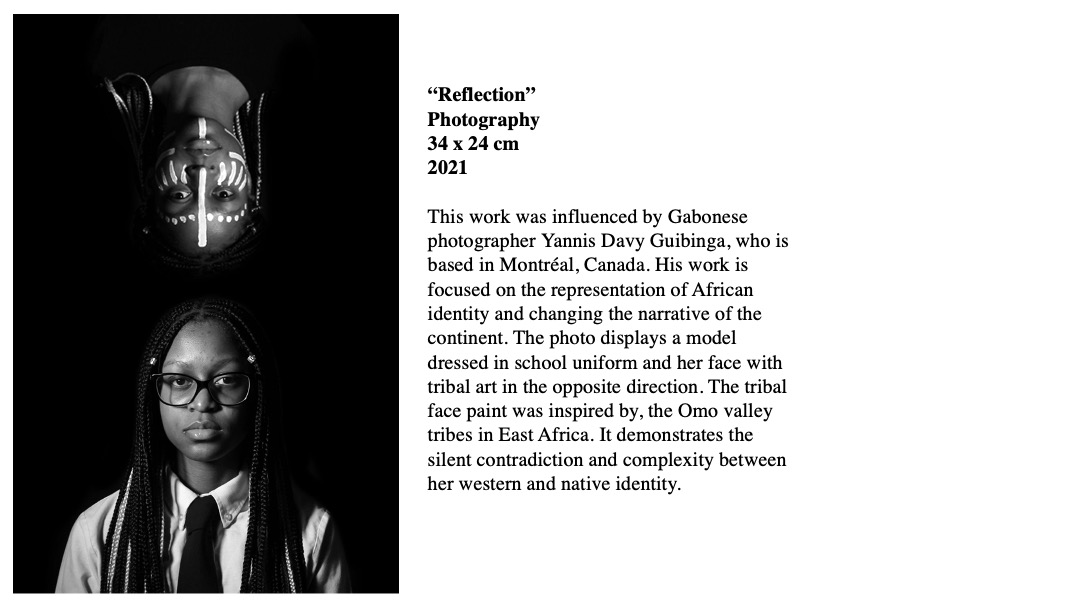 “Reflection”
Photography
34 x 24 cm
2021
This work was influenced by Gabonese
photographer Yannis Davy Guibinga, who is
based in Montréal, Canada. His work is
focused on the representation of African
identity and changing the narrative of the
continent. The photo displays a model
dressed in school uniform and her face with
tribal art in the opposite direction. The tribal
face paint was inspired by, the Omo valley
tribes in East Africa. It demonstrates the
silent contradiction and complexity between
her western and native identity.